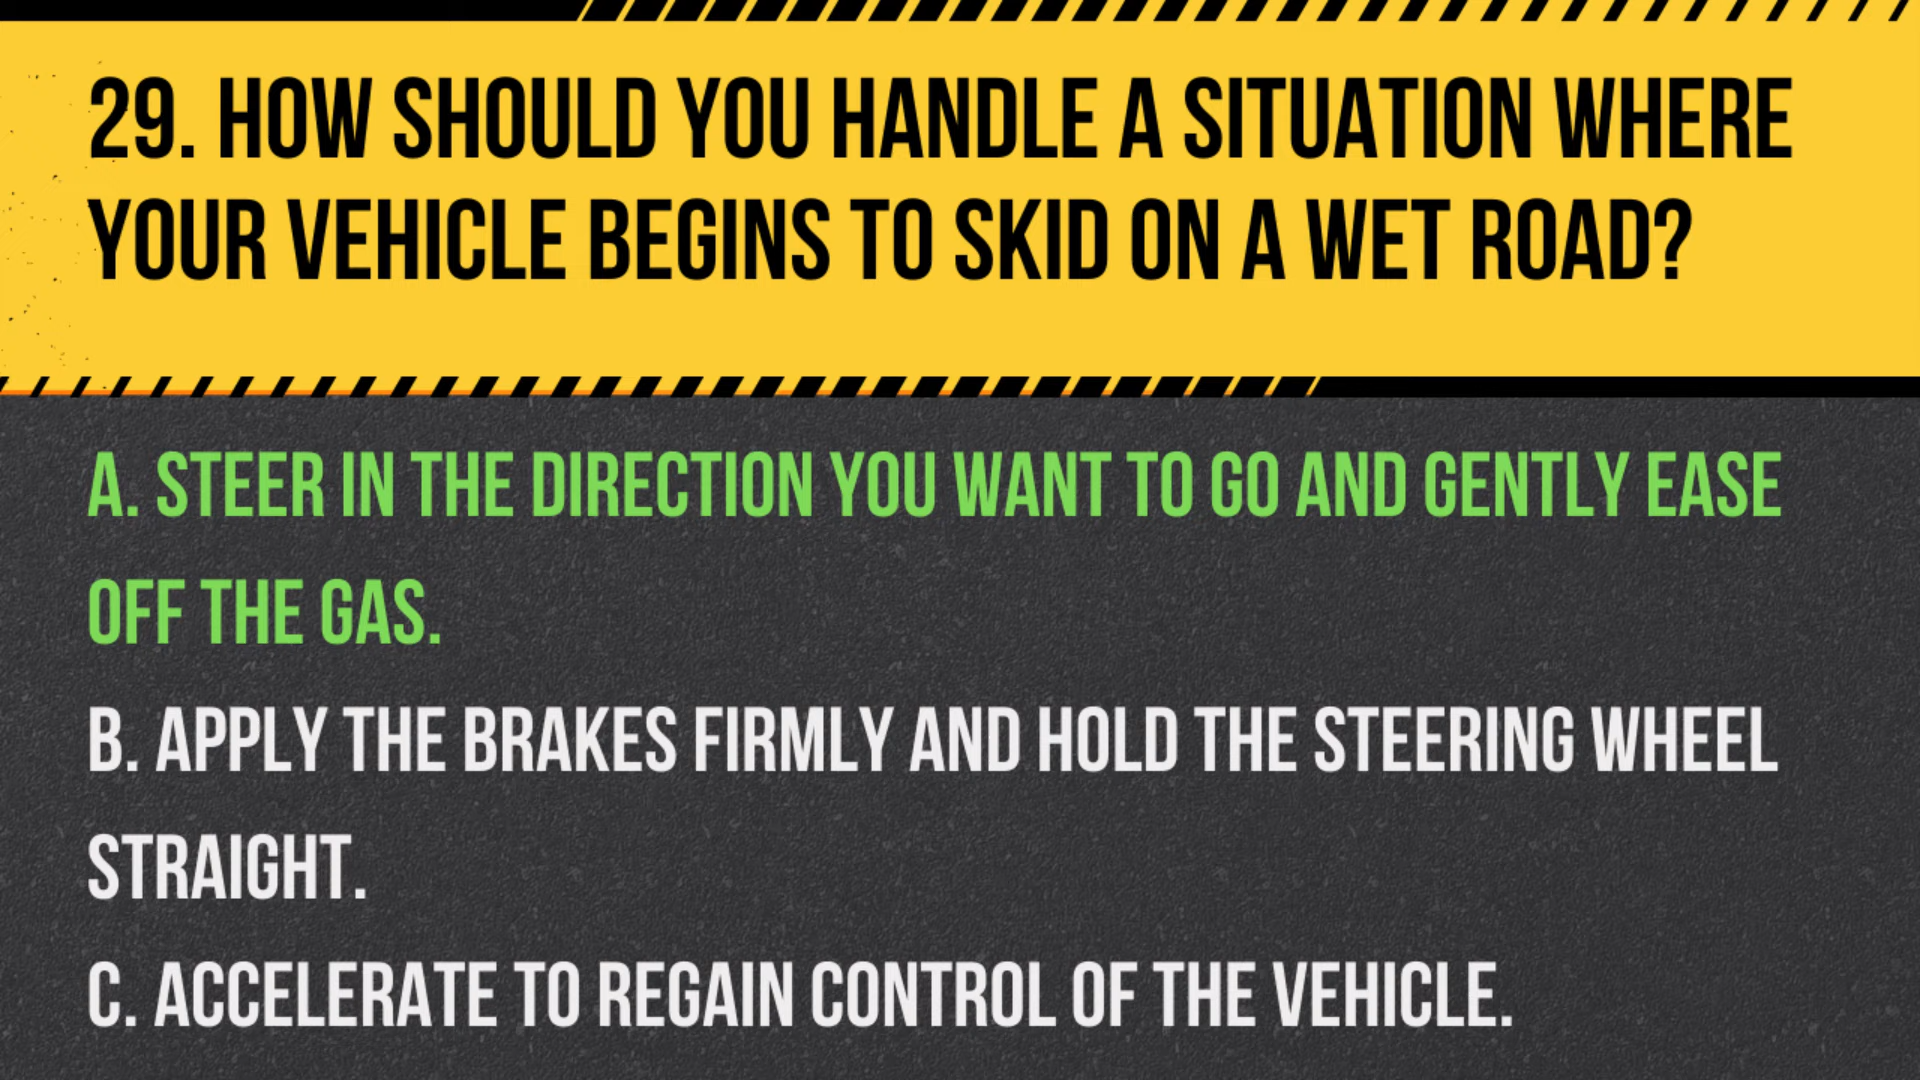 29. HOW SHOULD YOU HANDLE A SITUATION WHERE
YOUR VEHICLE BEGINS TO SKID ON A WET ROAD?
A. STEER IN THE DIRECTION YOU WANT TO GO AND GENTLY EASE
OFF THE GAS.
B. APPLY THE BRAKES FIRMLY AND HOLD THE STEERING WHEEL
STRAIGHT.
C. ACCELERATE TO REGAIN CONTROL OF THE VEHICLE.